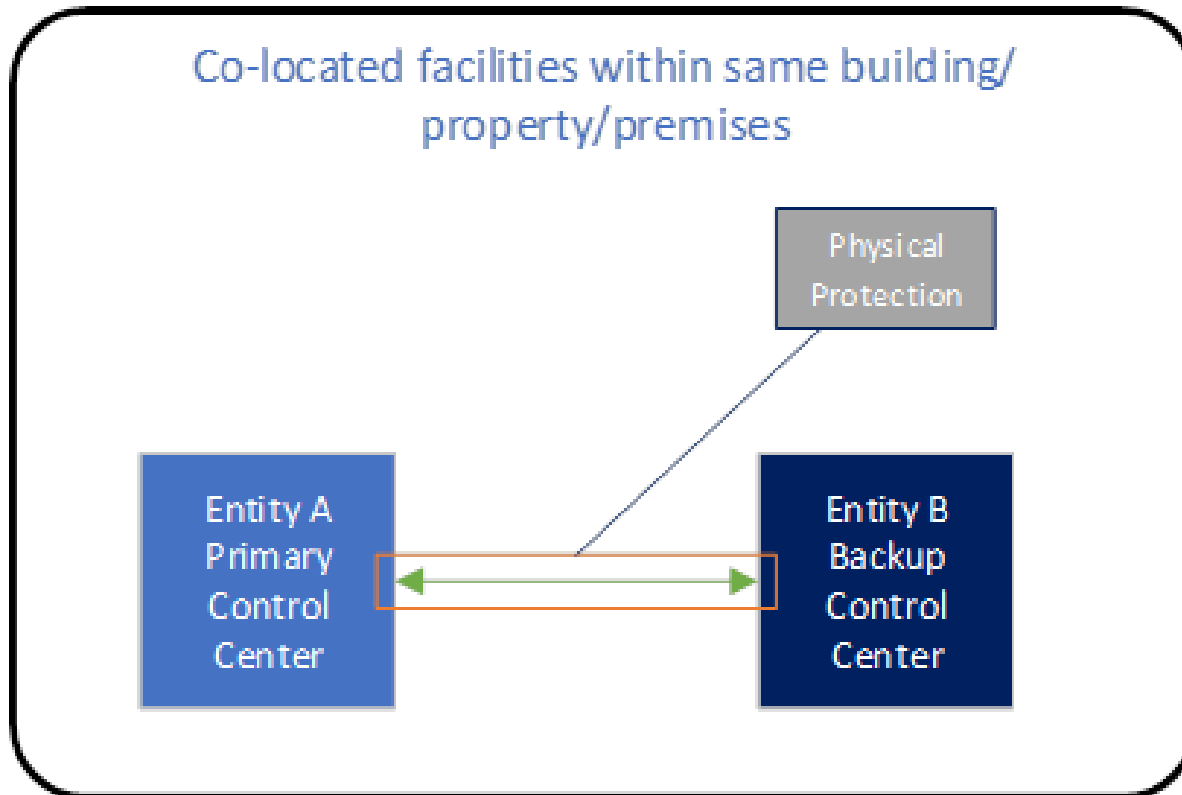 Co-located facilities within same building/
property/premises
Physical
Protection
Entity A
Primary
Control
Center
Entity B
Backup
Control
Center